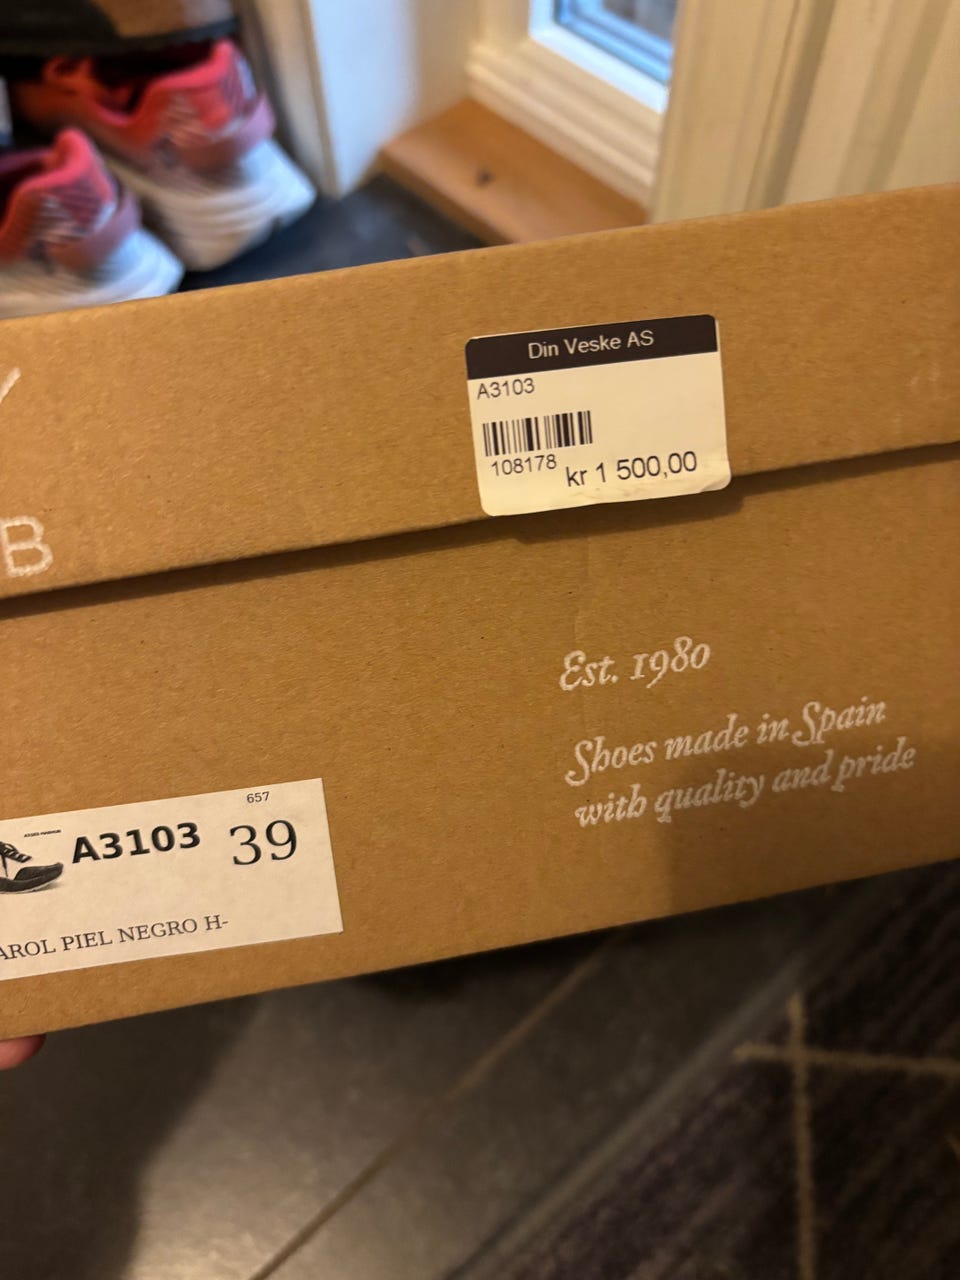 Din Veske AS
A3103
108178 kr 1 500,00
B
Est. 1980
Shoes made in Spain
with quality and pride
657
A3103 39
AROL PIEL NEGRO H-